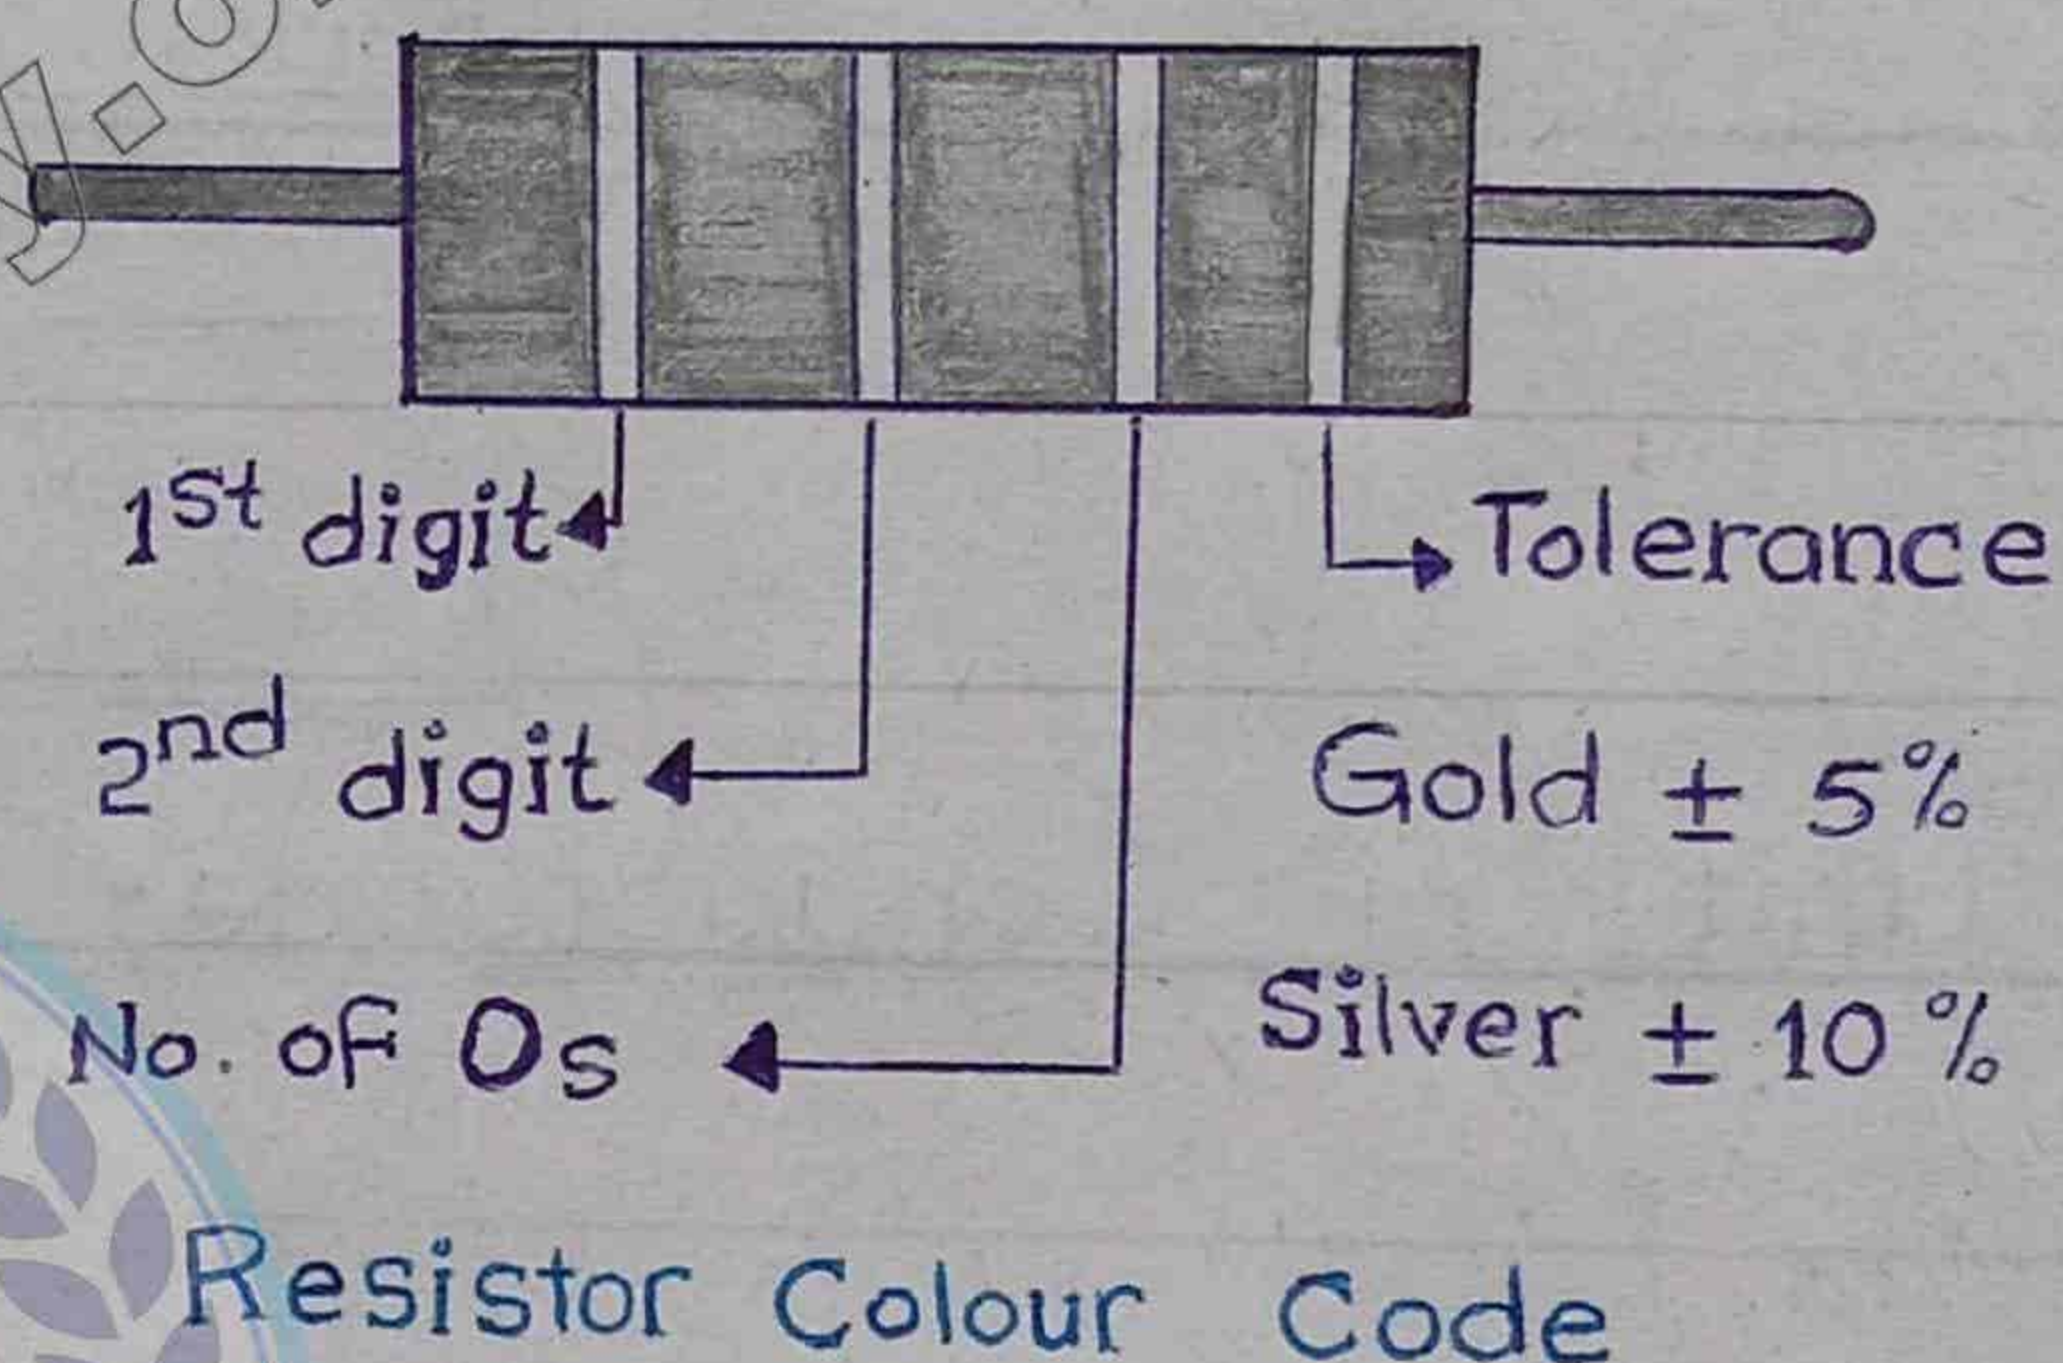 y.o
1st digit
Tolerance
2nd digit
Gold ± 5%
No. of 0s
Silver ± 10%
Resistor Colour Code